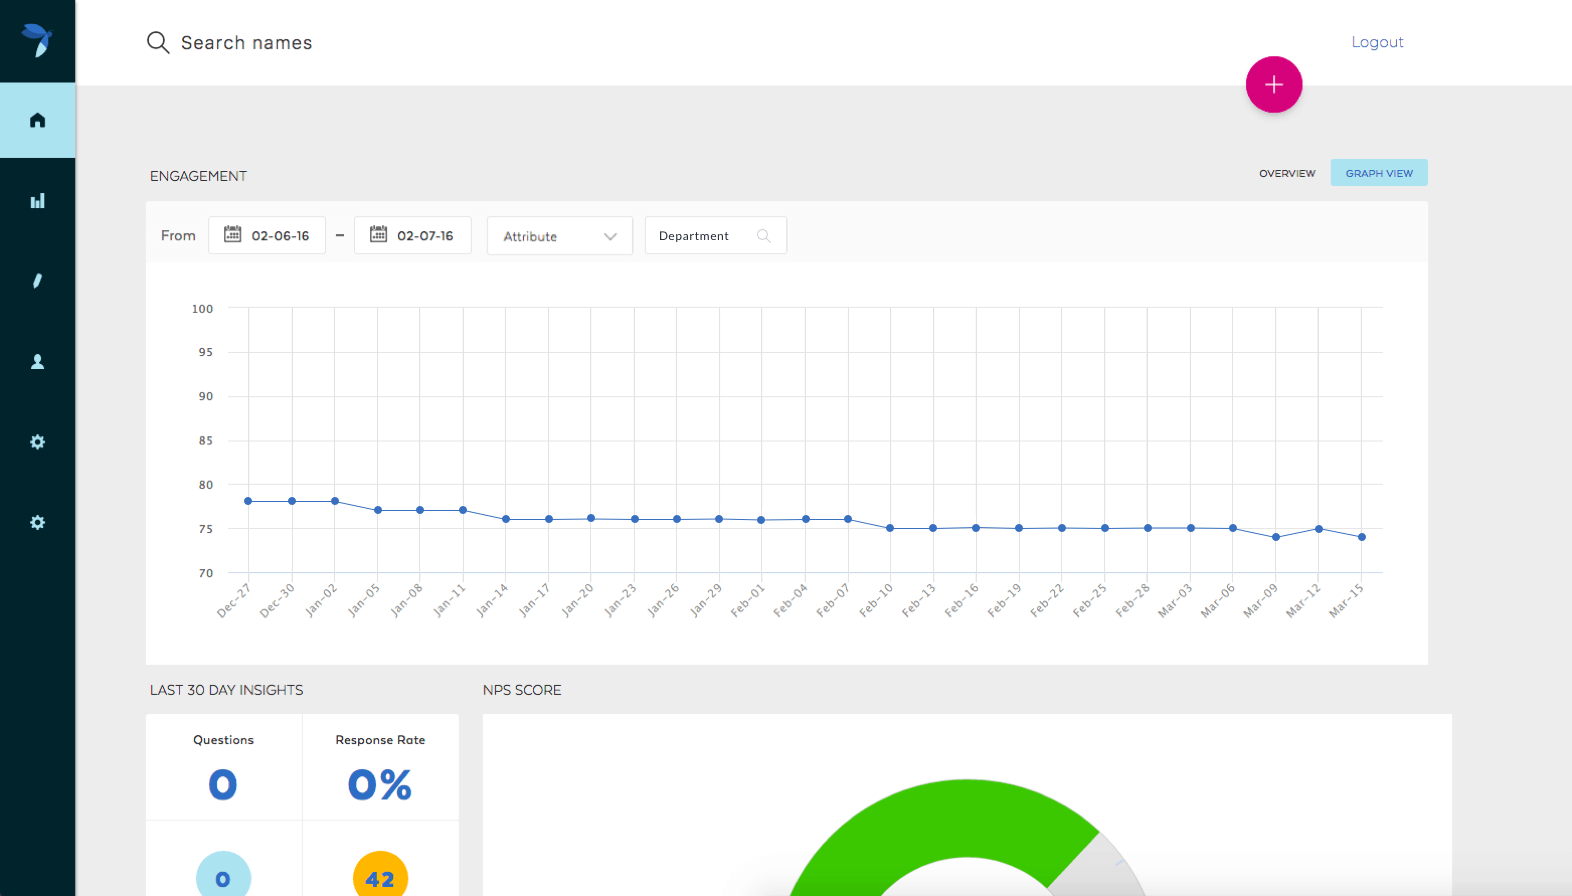 Search names
Logout
+
ENGAGEMENT
OVERVIEW
GRAPH VIEW
From
02-06-16
–
02-07-16
Attribute
Department
100
95
90
85
80
75
70
Dec-27
Dec-30
Jan-02
Jan-05
Jan-08
Jan-11
Jan-14
Jan-17
Jan-20
Jan-23
Jan-26
Jan-29
Feb-01
Feb-04
Feb-07
Feb-10
Feb-13
Feb-16
Feb-19
Feb-22
Feb-25
Feb-28
Mar-03
Mar-06
Mar-09
Mar-12
Mar-15
LAST 30 DAY INSIGHTS
NPS SCORE
Questions
Response Rate
0
0%
0
42